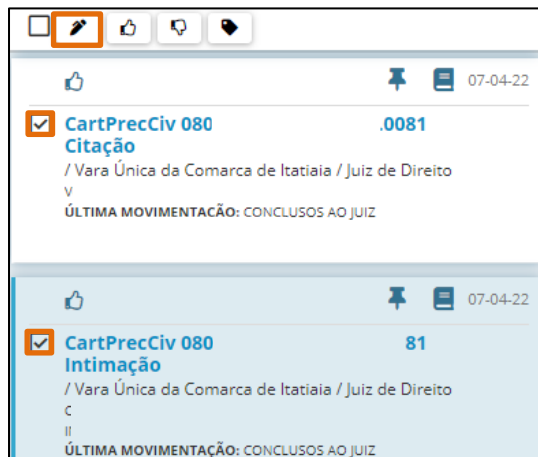 07-04-22
CartPrecCiv 080 .0081
Citação
/ Vara Única da Comarca de Itatiaia / Juiz de Direito
V
ÚLTIMA MOVIMENTACÃO: CONCLUSOS AO JUIZ
07-04-22
CartPrecCiv 080 81
Intimação
/ Vara Única da Comarca de Itatiaia / Juiz de Direito
ÚLTIMA MOVIMENTAÇÃO: CONCLUSOS AO JUIZ